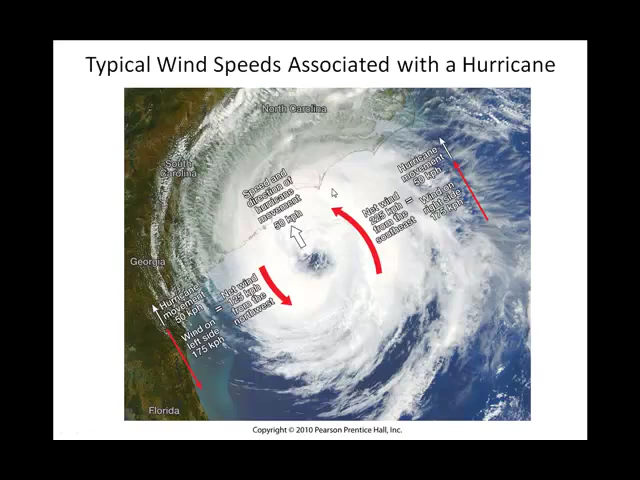 Typical Wind Speeds Associated with a Hurricane
North Carolina
South
Carolina
Georgia
Florida
Speed and
direction of
hurricane
movement
50 kph
Hurricane
movement
50 kph
Wind on
right side
175 kph
=
Net wind
225 kph
from the
southeast
Hurricane
movement
50 kph
Wind on
left side
175 kph
=
Net wind
125 kph
from the
northwest
Copyright © 2010 Pearson Prentice Hall, Inc.